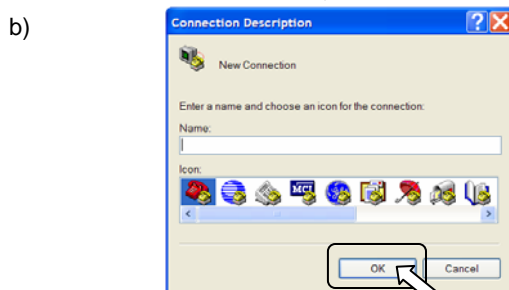 b)
Connection Description
New Connection
Enter a name and choose an icon for the connection:
Name:
Icon:
MCI
OK
Cancel